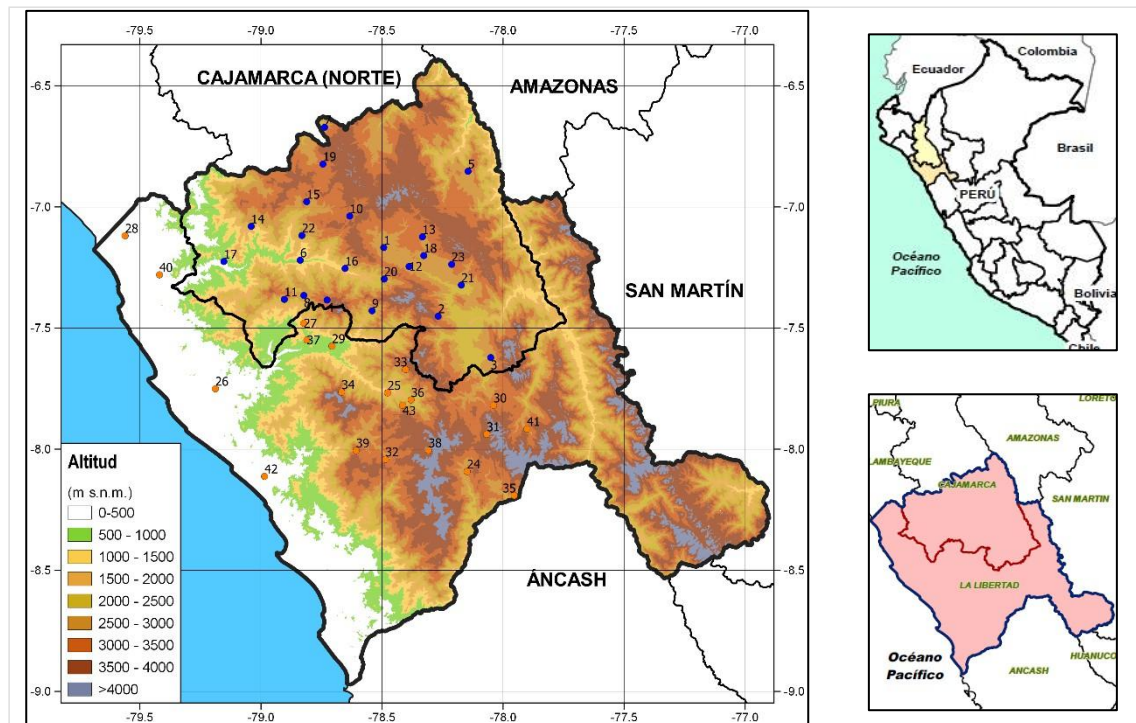 -79.5 -79.0 -78.5 -78.0 -77.5 -77.0
CAJAMARCA (NORTE)
AMAZONAS
-6.5 -6.5
19
5
15
10
-7.0 -7.0
28
14
22
13
1
18
17
6
16
12
23
40
20
21
SAN MARTÍN
11
8
9
2
-7.5 -7.5
27
37
29
3
33
26
34
25
36
43
30
31
41
-8.0 -8.0
39
32
38
42
24
35
Altitud
(m s.n.m.)
0-500
500 - 1000
1000 - 1500
1500 - 2000
2000 - 2500
2500 - 3000
3000 - 3500
3500 - 4000
>4000
-8.5 -8.5
ÁNCASH
-9.0 -9.0
-79.5 -79.0 -78.5 -78.0 -77.5 -77.0
Colombia
Ecuador
Brasil
PERÚ
Océano
Pacífico
Bolivia
Chile
PIURA
LORETO
AMAZONAS
LAMBAYEQUE
CAJAMARCA
SAN MARTIN
LA LIBERTAD
Océano
Pacífico
HUANUCO
ANCASH